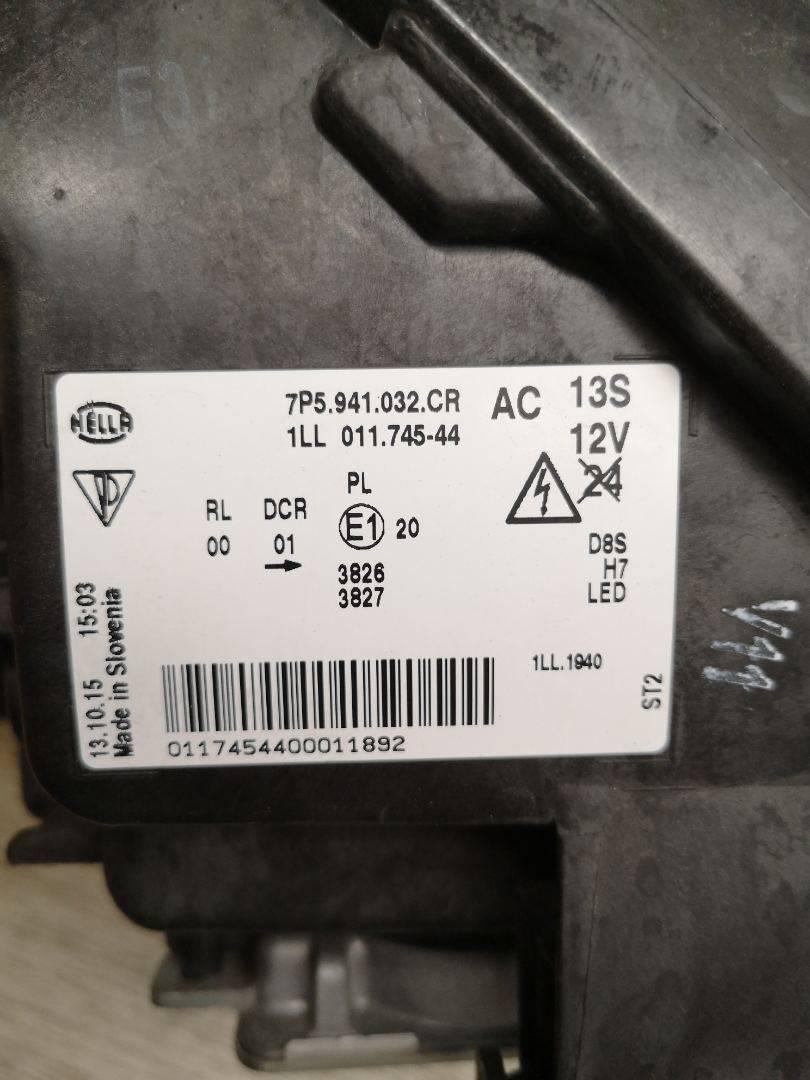 HELLA
7P5.941.032.CR
1LL 011.745-44
AC
13S
12V
24
PL
RL
DCR
E1
20
00
01
3826
3827
D8S
H7
LED
13.10.15 15:03
Made in Slovenia
1LL.1940
ST2
01174544000011892